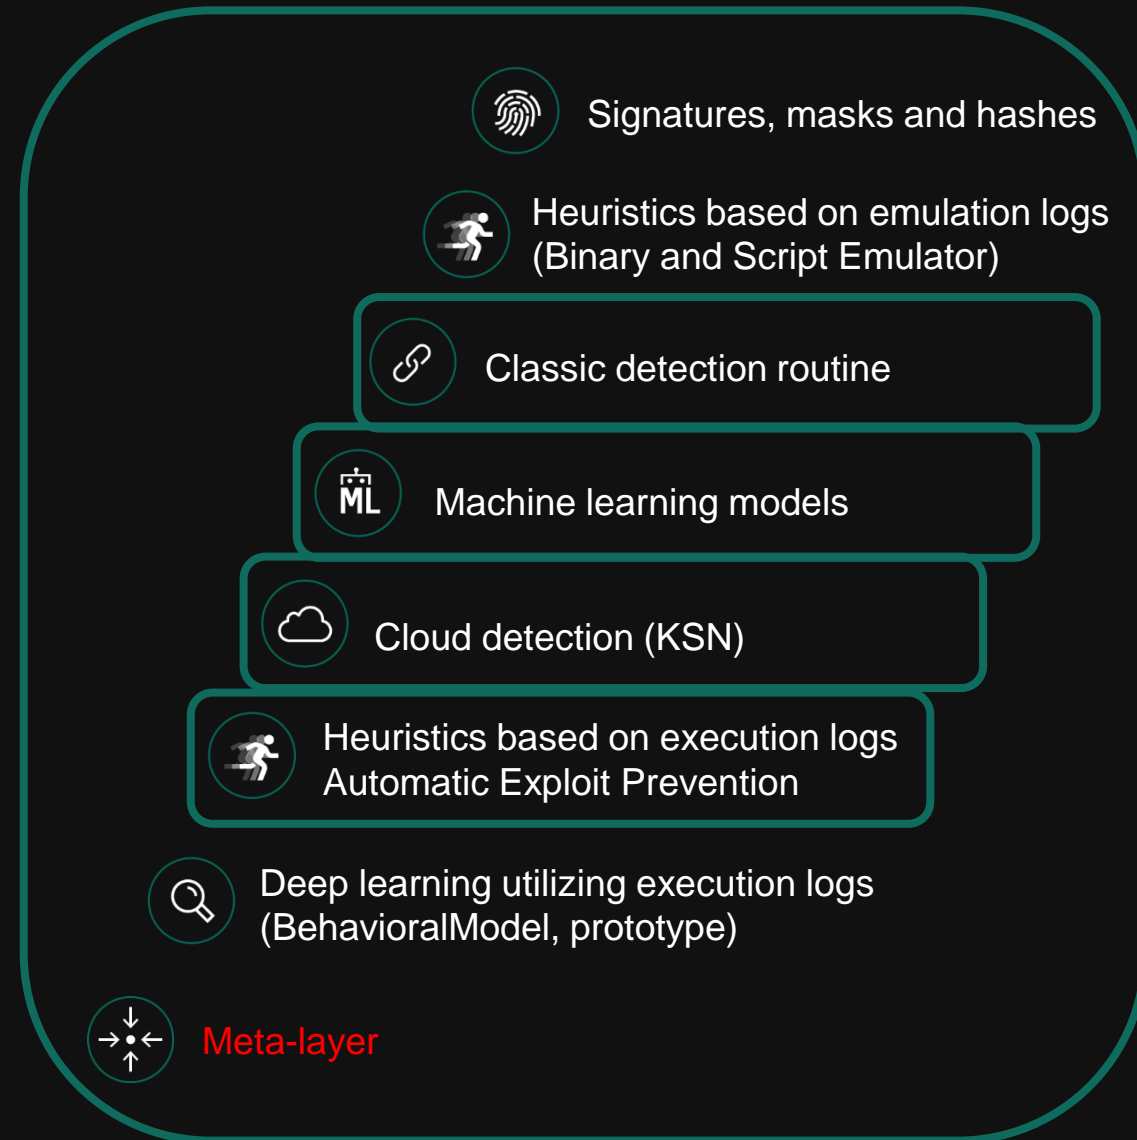 Signatures, masks and hashes
Heuristics based on emulation logs
(Binary and Script Emulator)
Classic detection routine
ML
Machine learning models
Cloud detection (KSN)
Heuristics based on execution logs
Automatic Exploit Prevention
Deep learning utilizing execution logs
(BehavioralModel, prototype)
Meta-layer